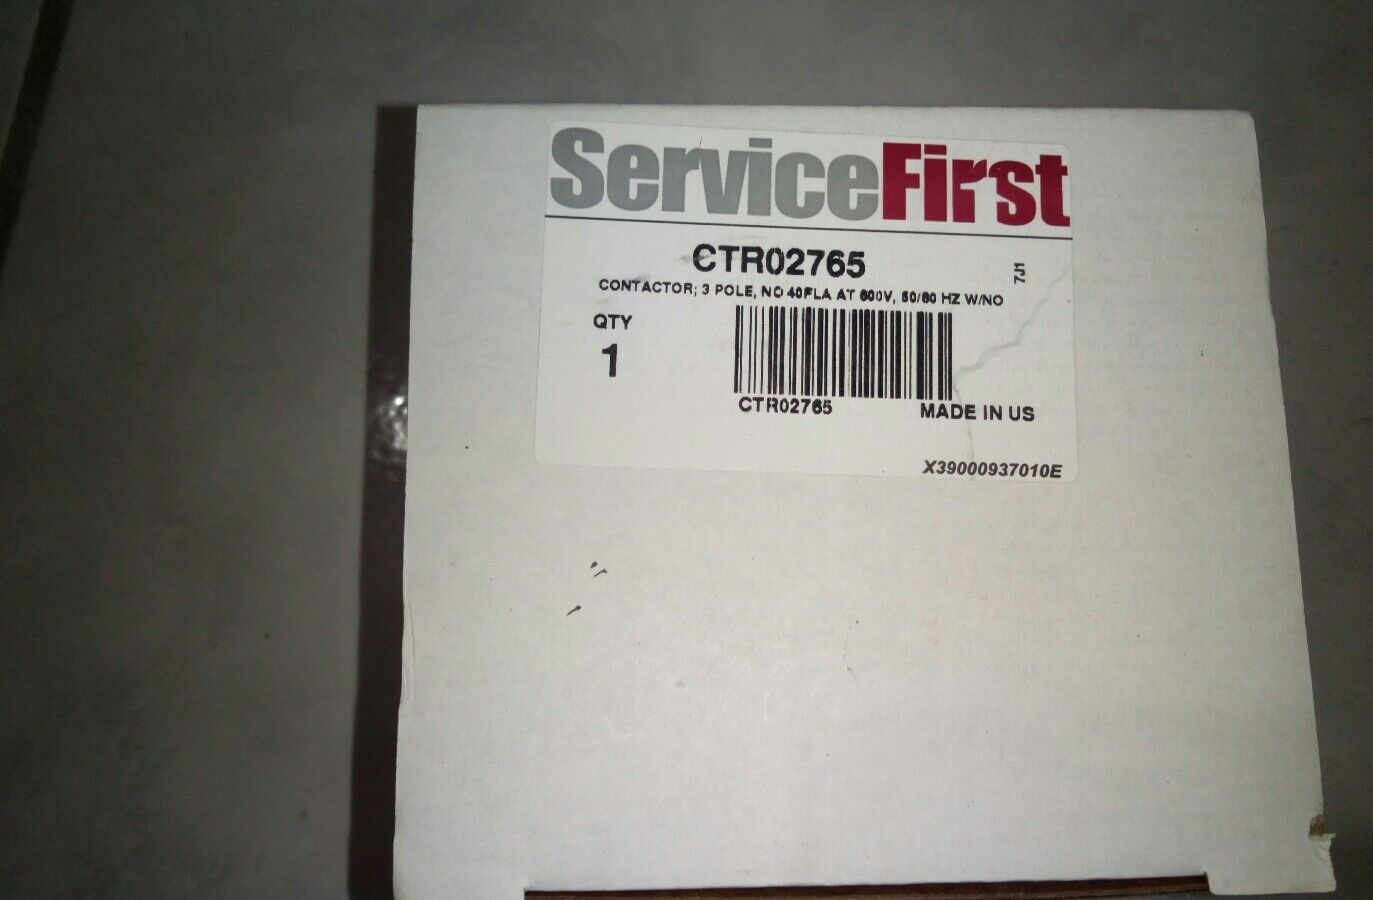 ServiceFirst
CTR02765
7J1
CONTACTOR; 3 POLE, NO 40FLA AT 600V, 50/60 HZ W/NO
QTY
1
CTR02765
MADE IN US
X39000937010E